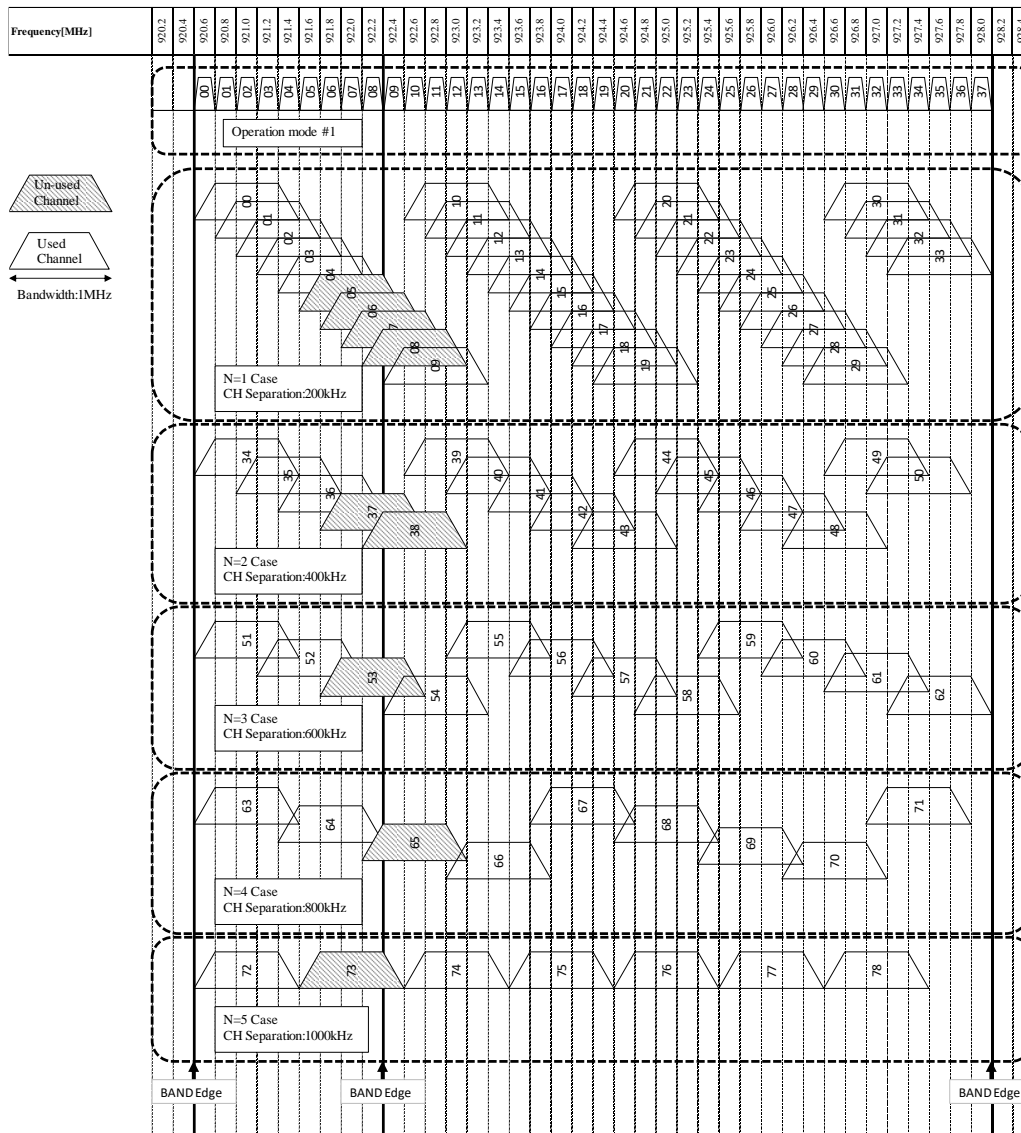 Frequency[MHz] 920.2 920.4 920.6 920.8 921.0 921.2 921.4 921.6 921.8 922.0 922.2 922.4 922.6 922.8 923.0 923.2 923.4 923.6 923.8 924.0 924.2 924.4 924.6 924.8 925.0 925.2 925.4 925.6 925.8 926.0 926.2 926.4 926.6 926.8 927.0 927.2 927.4 927.6 927.8 928.0 928.2
00 01 02 03 04 05 06 07 08 09 10 11 12 13 14 15 16 17 18 19 20 21 22 23 24 25 26 27 28 29 30 31 32 33 34 35 36 37
Operation mode #1
Un-used
Channel
Used
Channel
Bandwidth:1MHz
00 10 20 30
01 11 21 31
02 12 22 32
03 13 23 33
04 14 24
05 15 25
06 16 26
7 17 27
08 18 28
09 19 29
N=1 Case
CH Separation:200kHz
34 39 44 49
35 40 45 50
36 41 46
37 42 47
38 43 48
N=2 Case
CH Separation:400kHz
51 55 59
52 56 60
53 57 61
54 58 62
N=3 Case
CH Separation:600kHz
63 67 71
64 68
65 69
66 70
N=4 Case
CH Separation:800kHz
72 73 74 75 76 77 78
N=5 Case
CH Separation:1000kHz
BAND Edge BAND Edge BAND Edge